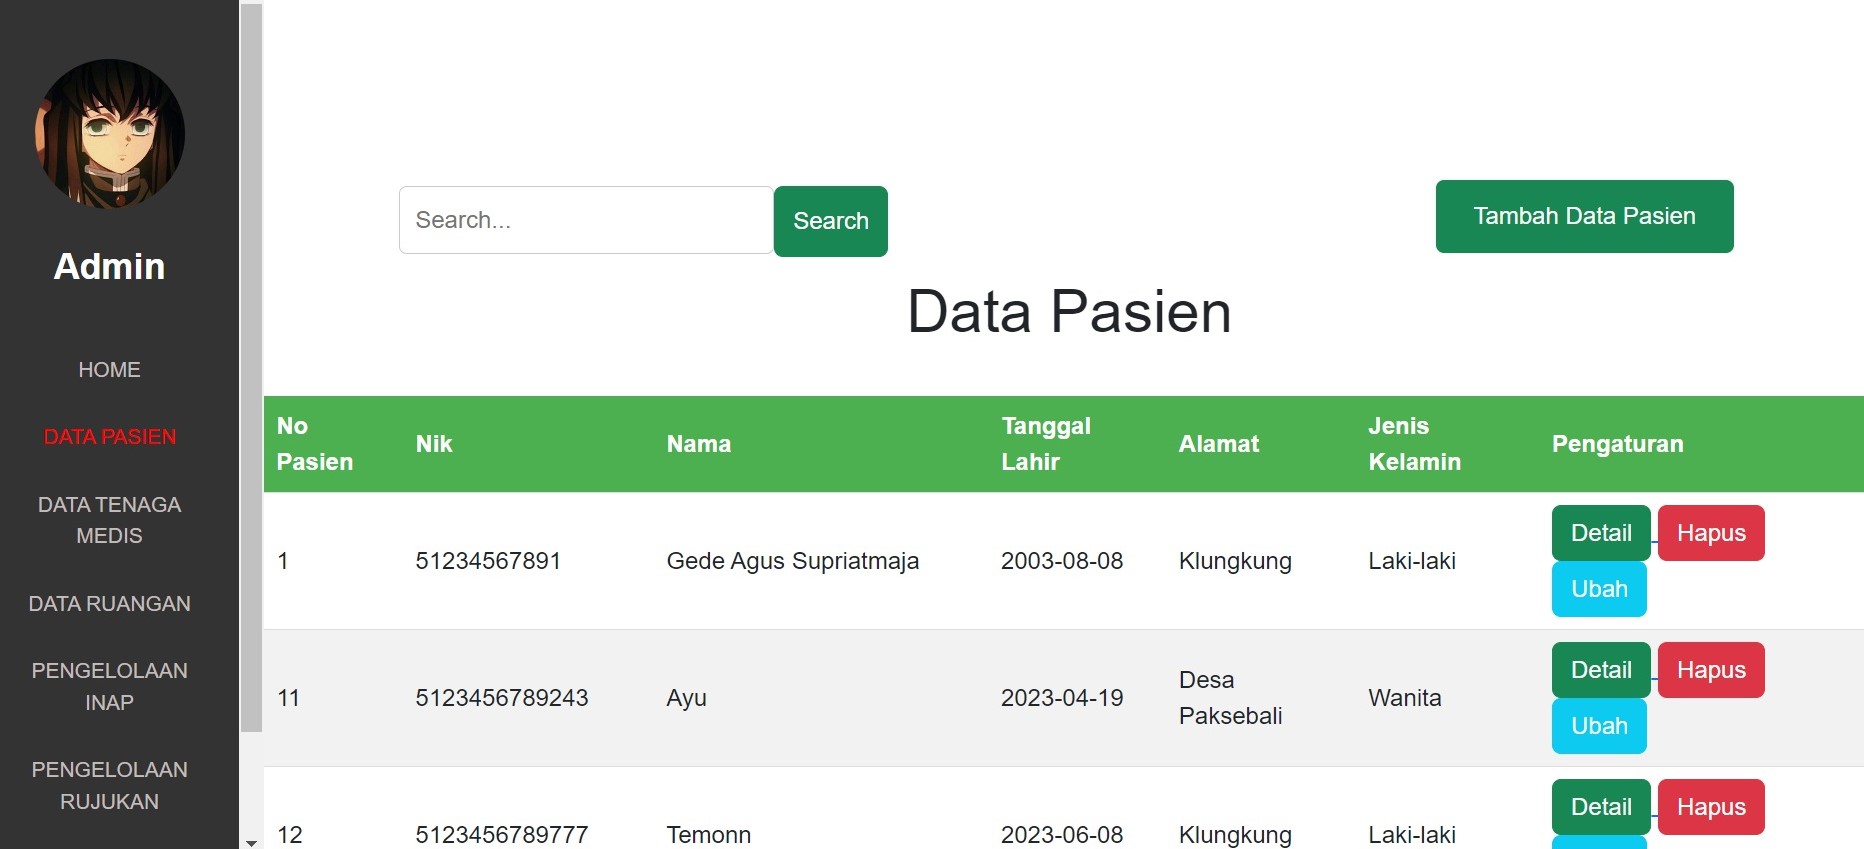 Admin
HOME
DATA PASIEN
DATA TENAGA
MEDIS
DATA RUANGAN
PENGELOLAAN
INAP
PENGELOLAAN
RUJUKAN
Search...
Search
Tambah Data Pasien
Data Pasien
No Pasien Nik Nama Tanggal Lahir Alamat Jenis Kelamin Pengaturan
1 51234567891 Gede Agus Supriatmaja 2003-08-08 Klungkung Laki-laki Detail Hapus
Ubah
11 5123456789243 Ayu 2023-04-19 Desa Paksebali Wanita Detail Hapus
Ubah
12 5123456789777 Temonn 2023-06-08 Klungkung Laki-laki Detail Hapus